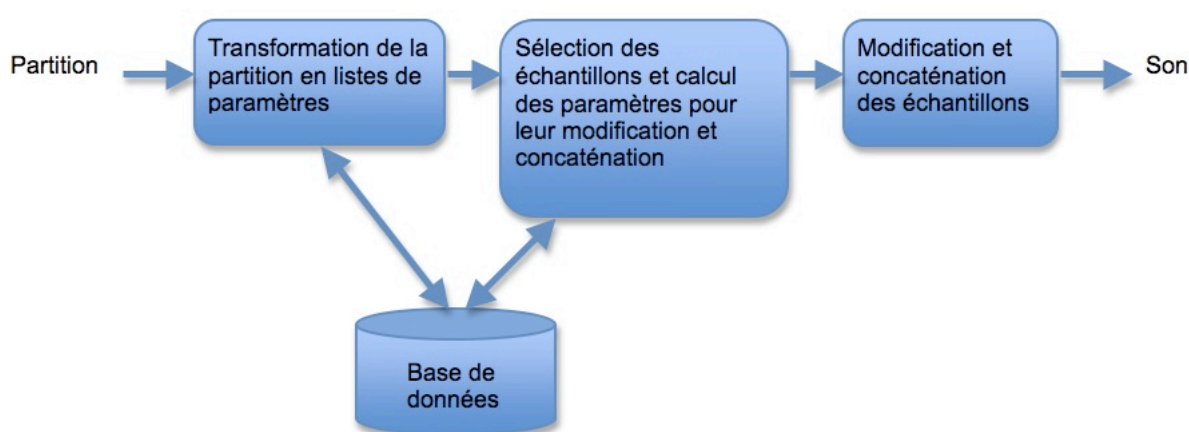 Partition
Transformation de la
partition en listes de
paramètres
Sélection des
échantillons et calcul
des paramètres pour
leur modification et
concaténation
Modification et
concaténation
des échantillons
Son
Base de
données